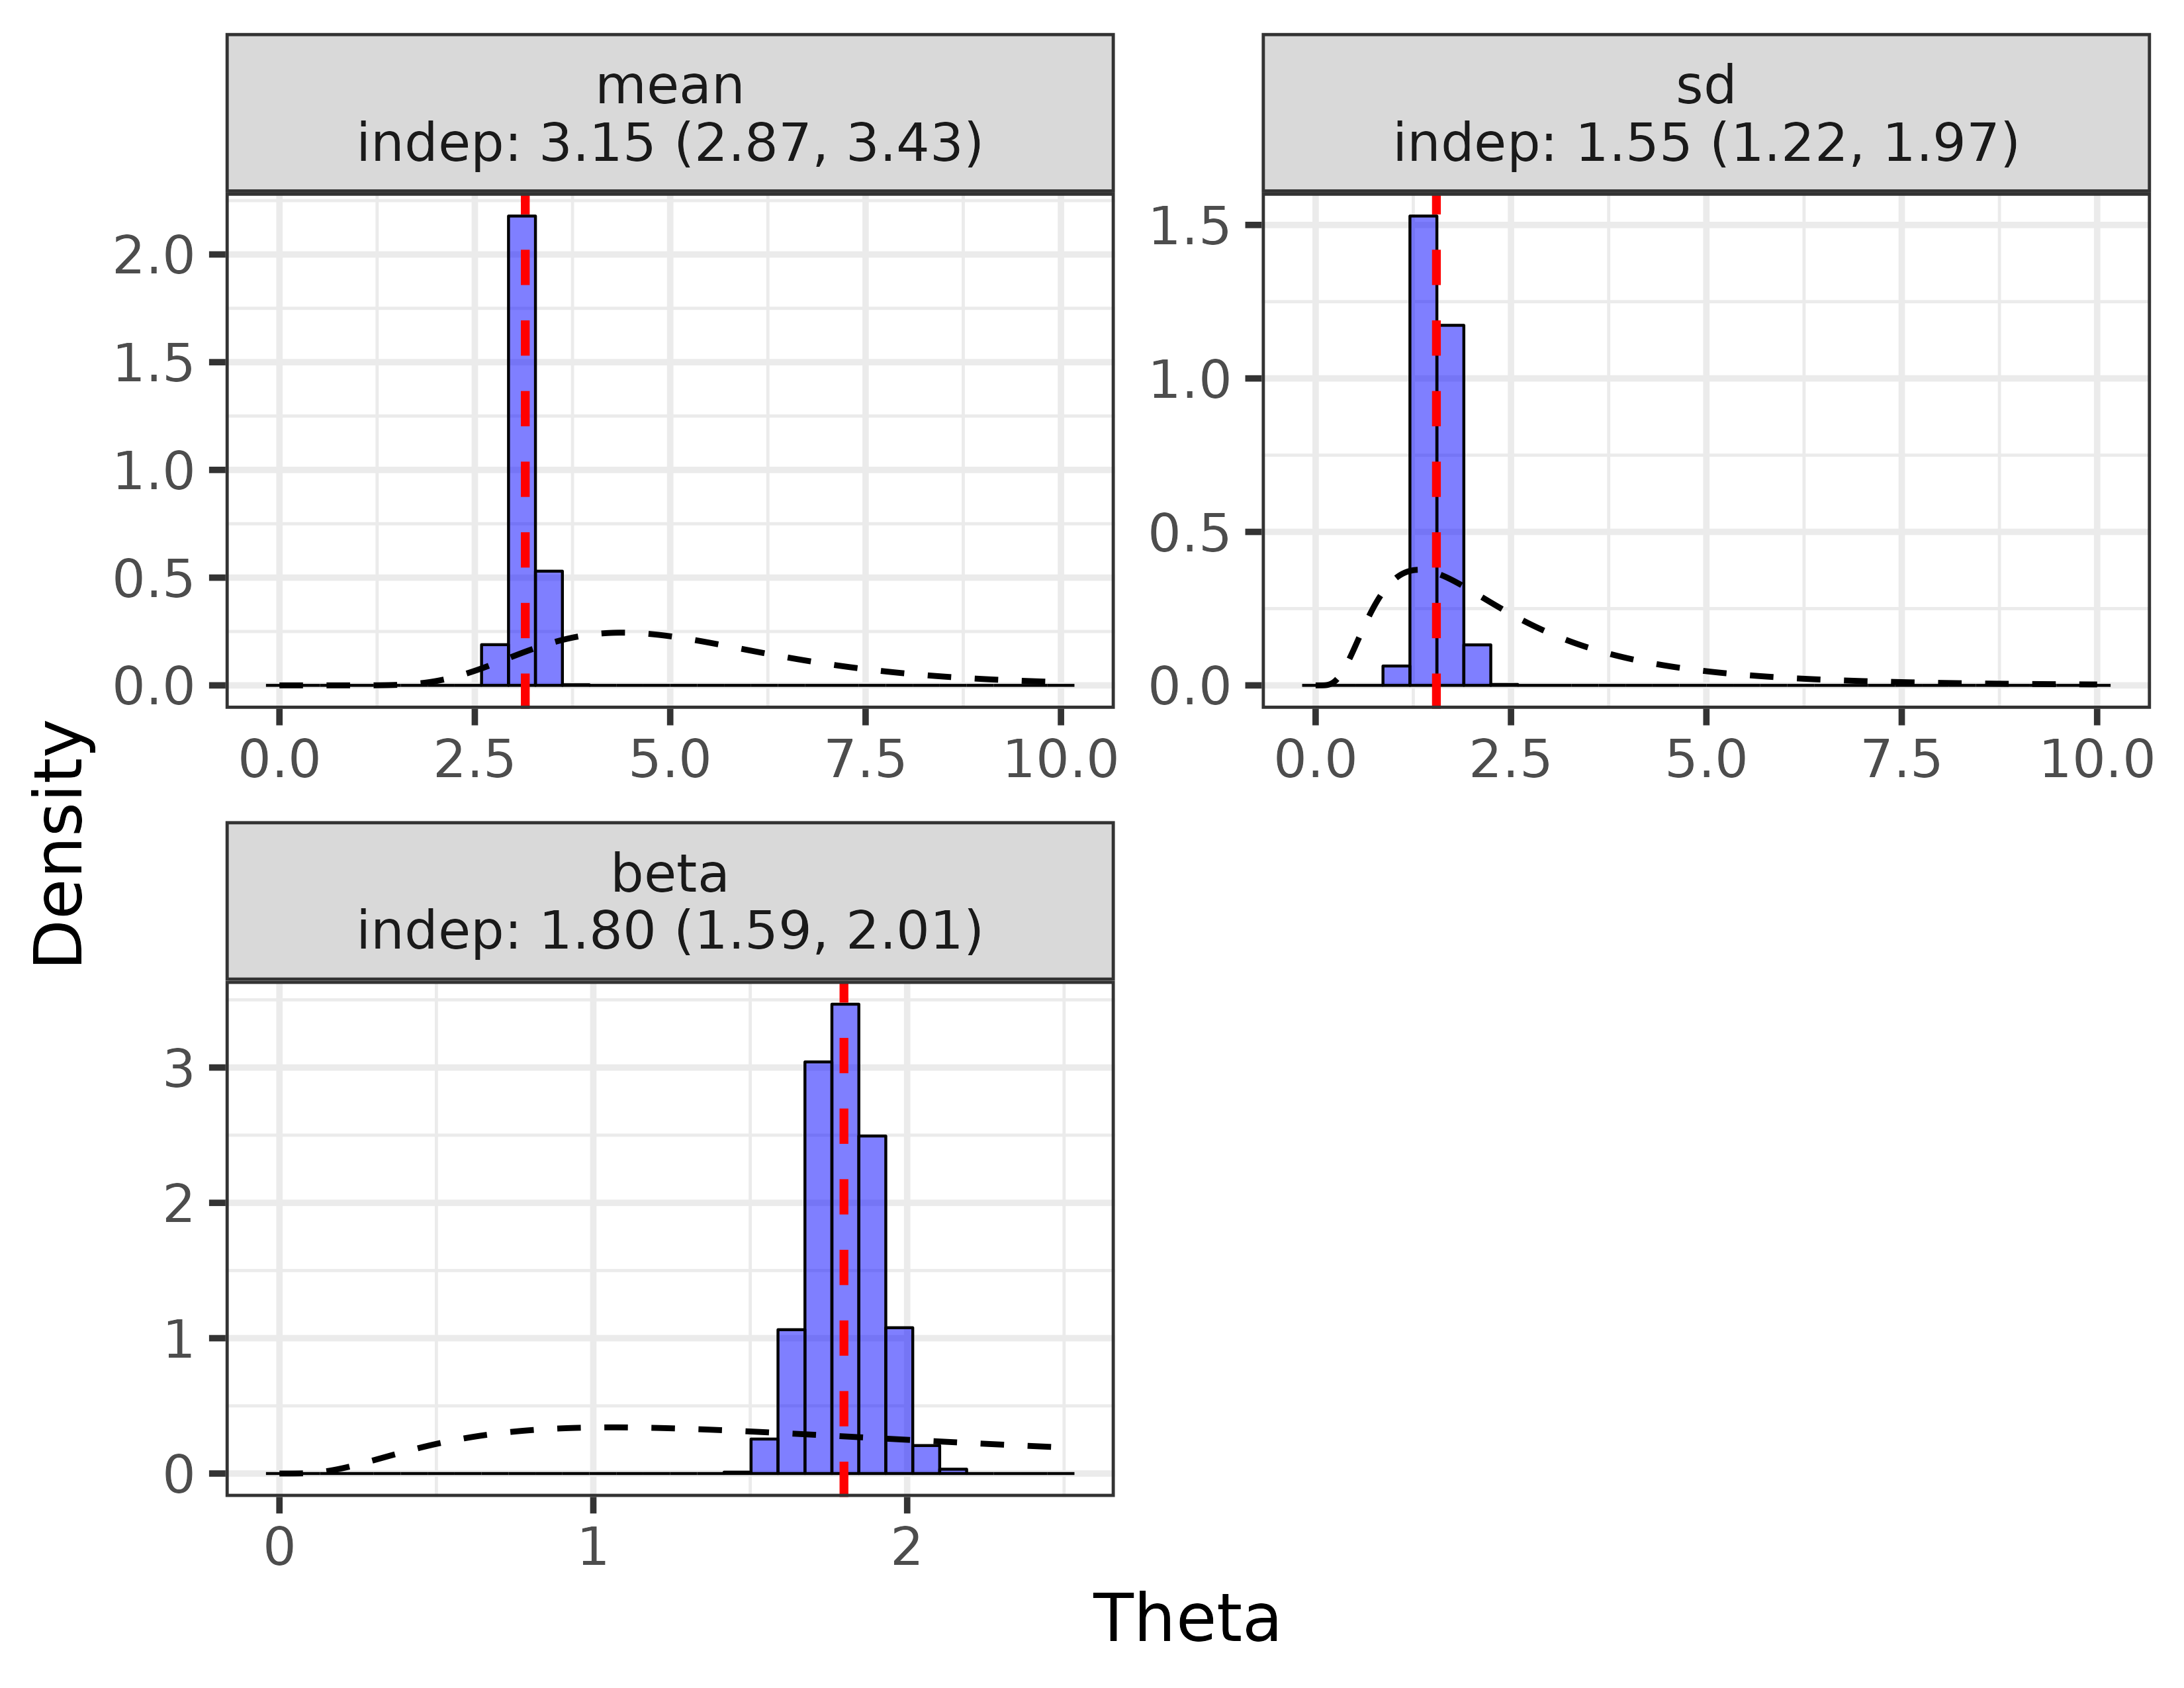 mean
indep: 3.15 (2.87, 3.43)
sd
indep: 1.55 (1.22, 1.97)
2.0
1.5
1.0
0.5
0.0
0.0 2.5 5.0 7.5 10.0
1.5
1.0
0.5
0.0
0.0 2.5 5.0 7.5 10.0
Density
beta
indep: 1.80 (1.59, 2.01)
3
2
1
0
0 1 2
Theta